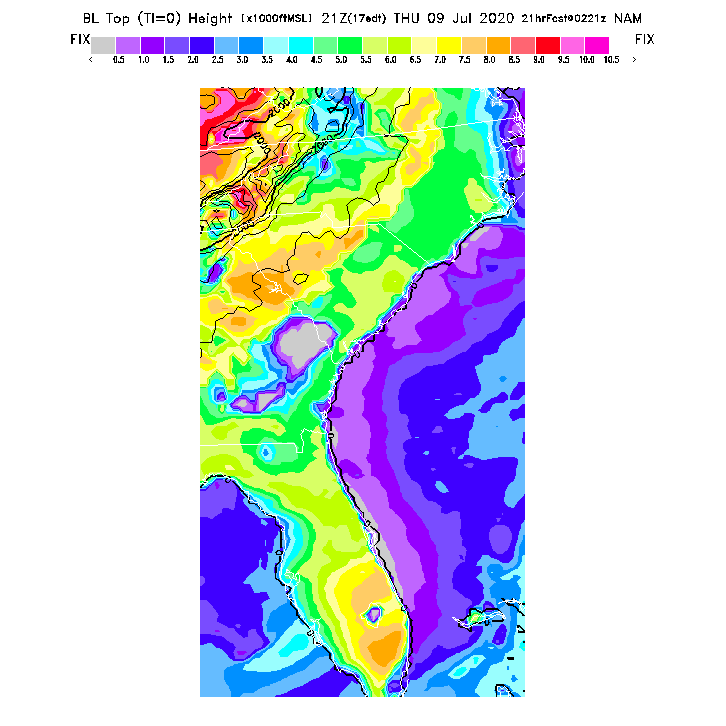 BL Top (TI=0) Height [x1000ftMSL] 21Z(17edt) THU 09 Jul 2020 21hrFcst@0221z NAM
FIX FIX
< 0.5 1.0 1.5 2.0 2.5 3.0 3.5 4.0 4.5 5.0 5.5 6.0 6.5 7.0 7.5 8.0 8.5 9.0 9.5 10.0 10.5 >
2000
2000